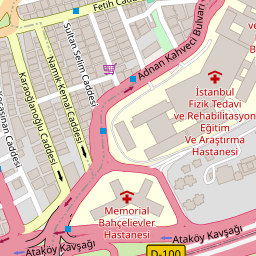 Fetih Caddesi
Sultan Selim Caddesi
Namık Kemal Caddesi
Karaoğlanoğlu Caddesi
Adnan Kahveci Bulvarı
İstanbul
Fizik Tedavi
ve Rehabilitasyon
Eğitim
Ve Araştırma
Hastanesi
Memorial
Bahçelievler
Hastanesi
Ataköy Kavşağı
Ataköy Kavşağı
D-100